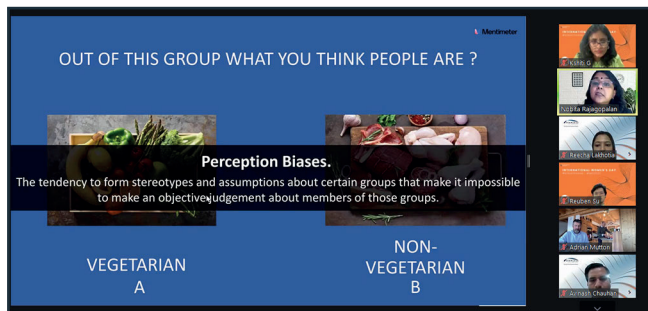 Mentimeter
OUT OF THIS GROUP WHAT YOU THINK PEOPLE ARE ?
Perception Biases.
The tendency to form stereotypes and assumptions about certain groups that make it impossible
to make an objective judgement about members of those groups.
VEGETARIAN
A
NON-
VEGETARIAN
B
Kshiti G
Nobita Rajagopalan
Reecha Lakhotia
Reuben Eu
Adrian Mutton
Avinash Chauhan